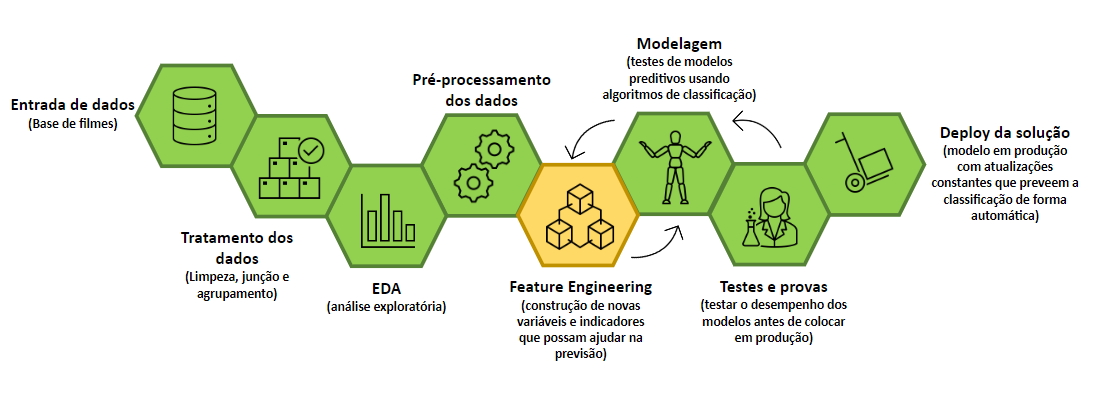 Entrada de dados
(Base de filmes)
Tratamento dos
dados
(Limpeza, junção e
agrupamento)
EDA
(análise exploratória)
Pré-processamento
dos dados
Feature Engineering
(construção de novas
variáveis e indicadores
que possam ajudar na
previsão)
Modelagem
(testes de modelos
preditivos usando
algoritmos de classificação)
Testes e provas
(testar o desempenho dos
modelos antes de colocar
em produção)
Deploy da solução
(modelo em produção
com atualizações
constantes que preveem a
classificação de forma
automática)